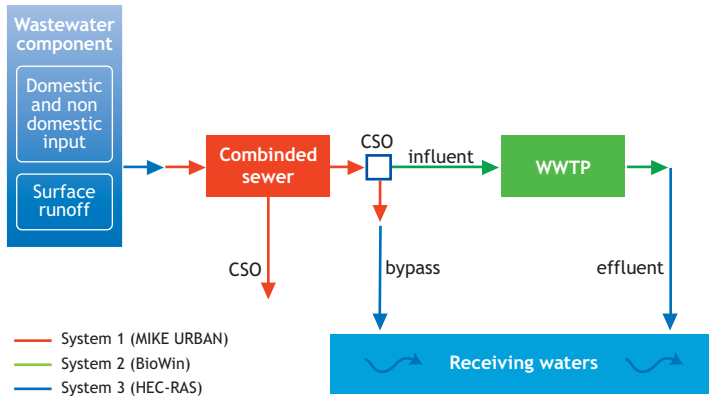 Wastewater
component
Domestic
and non
domestic
input
Surface
runoff
Combinded
sewer
CSO
influent
WWTP
CSO
bypass
effluent
System 1 (MIKE URBAN)
System 2 (BioWin)
System 3 (HEC-RAS)
Receiving waters